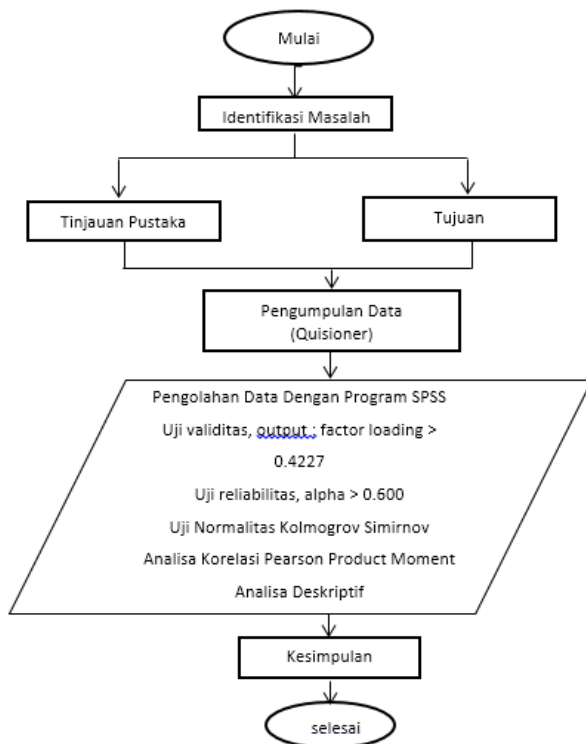 Mulai
Identifikasi Masalah
Tinjauan Pustaka
Tujuan
Pengumpulan Data
(Quisioner)
Pengolahan Data Dengan Program SPSS
Uji validitas, output : factor loading >
0.4227
Uji reliabilitas, alpha > 0.600
Uji Normalitas Kolmogrov Simirnov
Analisa Korelasi Pearson Product Moment
Analisa Deskriptif
Kesimpulan
selesai